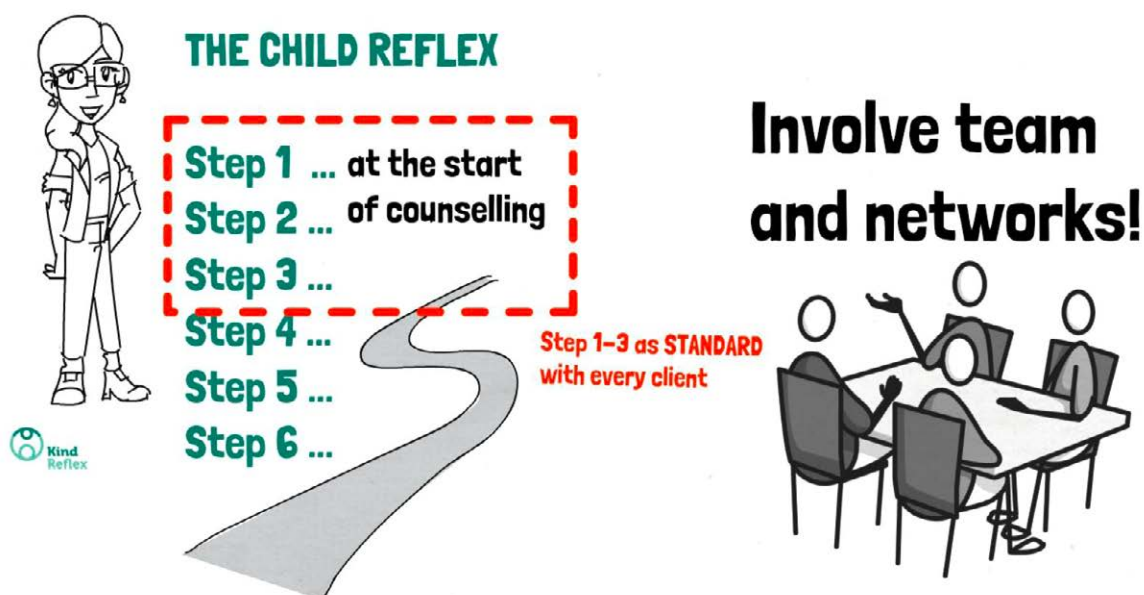 THE CHILD REFLEX
Step 1 ... at the start
Step 2 ... of counselling
Step 3 ...
Step 4 ...
Step 5 ...
Step 6 ...
Step 1–3 as STANDARD
with every client
Kind
Reflex
Involve team
and networks!